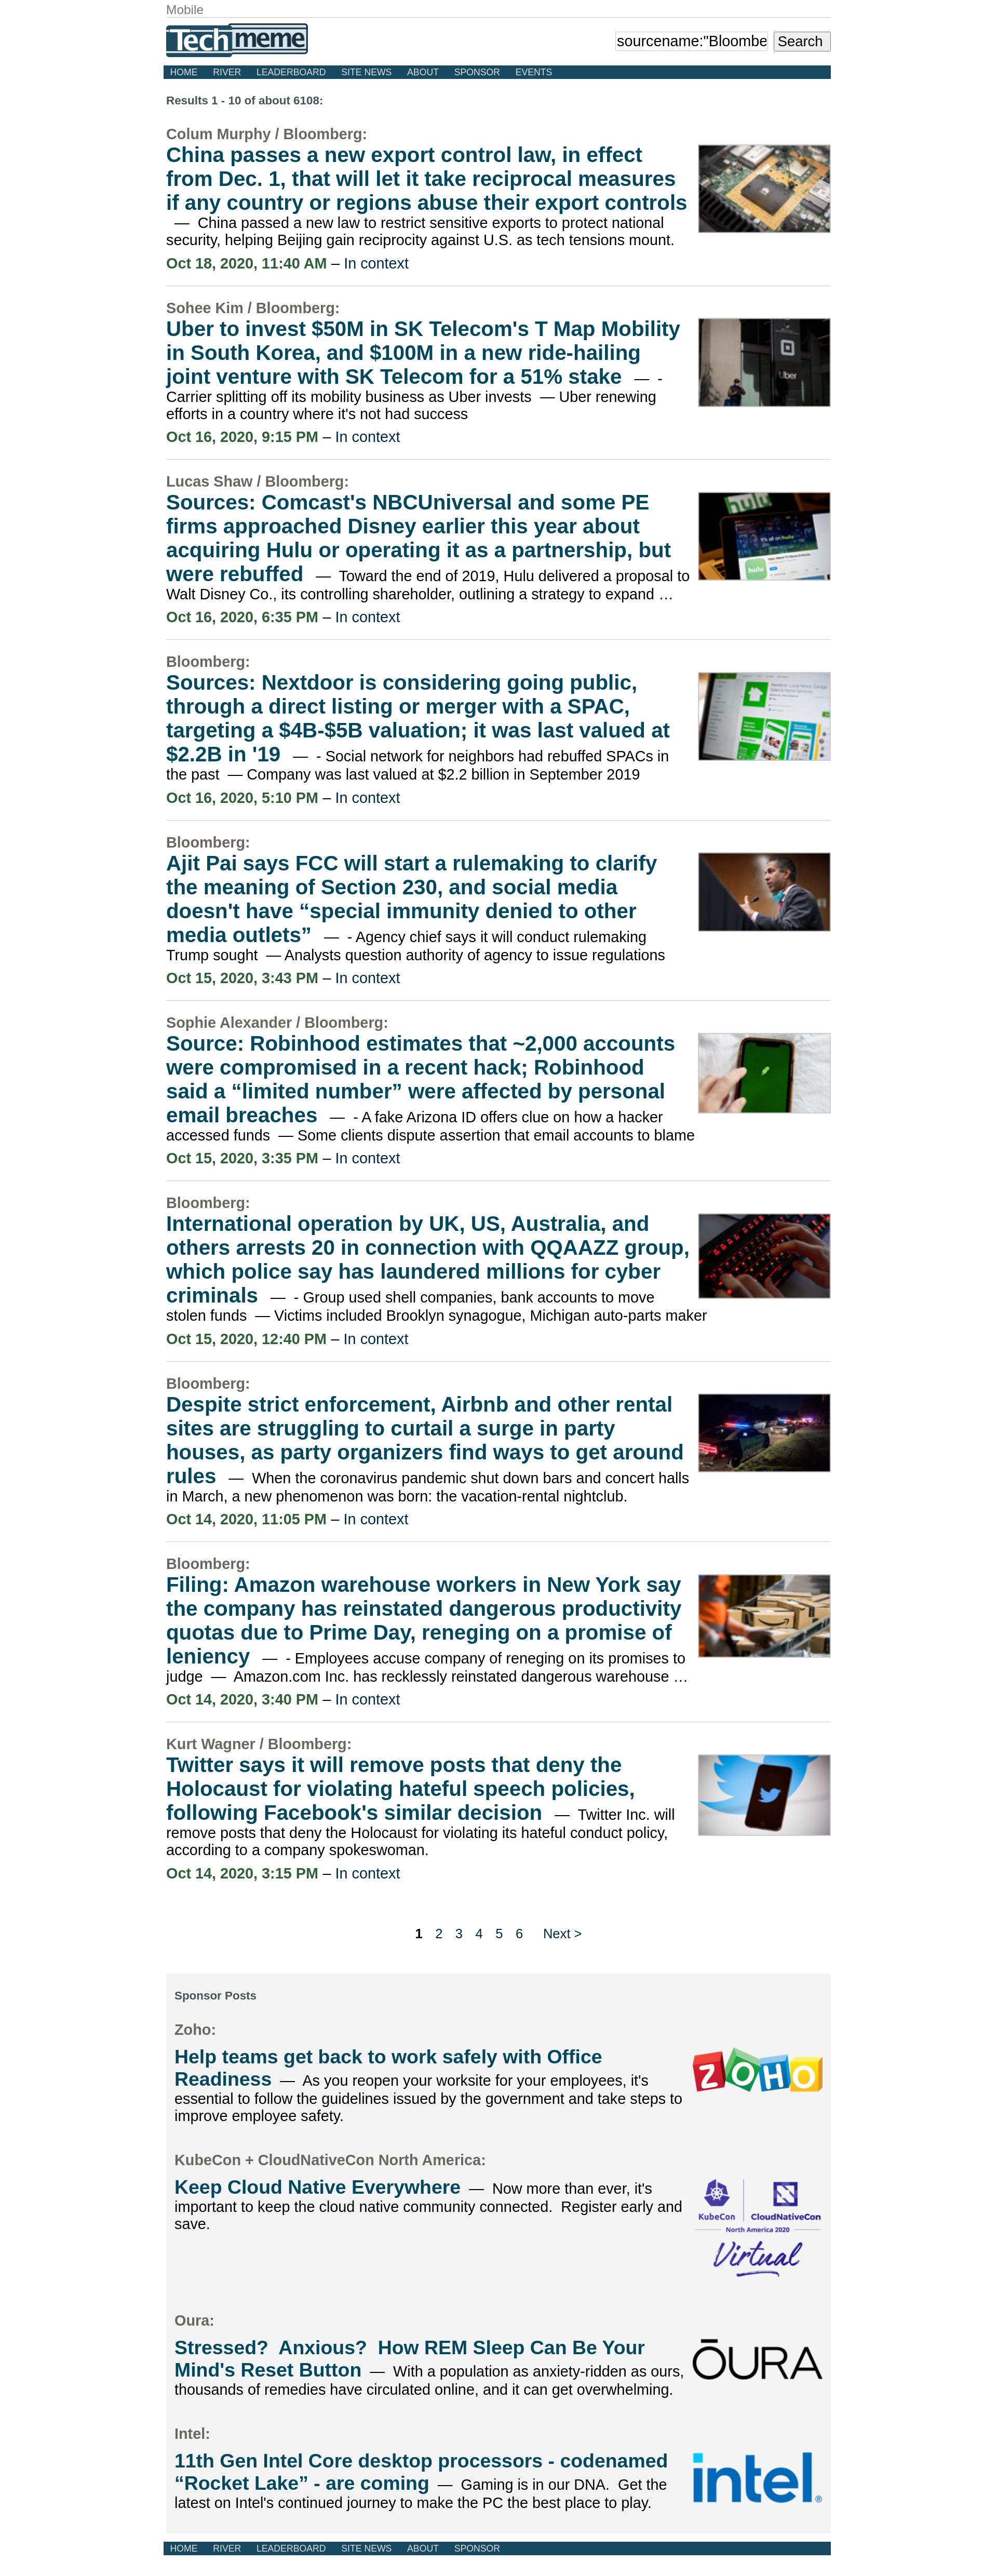 Mobile
Techmeme
sourcename:"Bloombe Search
HOME RIVER LEADERBOARD SITE NEWS ABOUT SPONSOR EVENTS
Results 1 - 10 of about 6108:
Colum Murphy / Bloomberg:
China passes a new export control law, in effect
from Dec. 1, that will let it take reciprocal measures
if any country or regions abuse their export controls
— China passed a new law to restrict sensitive exports to protect national
security, helping Beijing gain reciprocity against U.S. as tech tensions mount.
Oct 18, 2020, 11:40 AM – In context
Sohee Kim / Bloomberg:
Uber to invest $50M in SK Telecom's T Map Mobility
in South Korea, and $100M in a new ride-hailing
joint venture with SK Telecom for a 51% stake — -
Carrier splitting off its mobility business as Uber invests — Uber renewing
efforts in a country where it's not had success
Uber
Oct 16, 2020, 9:15 PM – In context
Lucas Shaw / Bloomberg:
Sources: Comcast's NBCUniversal and some PE
firms approached Disney earlier this year about
acquiring Hulu or operating it as a partnership, but
were rebuffed — Toward the end of 2019, Hulu delivered a proposal to
Walt Disney Co., its controlling shareholder, outlining a strategy to expand …
hulu
Oct 16, 2020, 6:35 PM – In context
Bloomberg:
Sources: Nextdoor is considering going public,
through a direct listing or merger with a SPAC,
targeting a $4B-$5B valuation; it was last valued at
$2.2B in '19 — - Social network for neighbors had rebuffed SPACs in
the past — Company was last valued at $2.2 billion in September 2019
Oct 16, 2020, 5:10 PM – In context
Bloomberg:
Ajit Pai says FCC will start a rulemaking to clarify
the meaning of Section 230, and social media
doesn't have “special immunity denied to other
media outlets” — - Agency chief says it will conduct rulemaking
Trump sought — Analysts question authority of agency to issue regulations
Oct 15, 2020, 3:43 PM – In context
Sophie Alexander / Bloomberg:
Source: Robinhood estimates that ~2,000 accounts
were compromised in a recent hack; Robinhood
said a “limited number” were affected by personal
email breaches — - A fake Arizona ID offers clue on how a hacker
accessed funds — Some clients dispute assertion that email accounts to blame
Oct 15, 2020, 3:35 PM – In context
Bloomberg:
International operation by UK, US, Australia, and
others arrests 20 in connection with QQAAZZ group,
which police say has laundered millions for cyber
criminals — - Group used shell companies, bank accounts to move
stolen funds — Victims included Brooklyn synagogue, Michigan auto-parts maker
Oct 15, 2020, 12:40 PM – In context
Bloomberg:
Despite strict enforcement, Airbnb and other rental
sites are struggling to curtail a surge in party
houses, as party organizers find ways to get around
rules — When the coronavirus pandemic shut down bars and concert halls
in March, a new phenomenon was born: the vacation-rental nightclub.
Oct 14, 2020, 11:05 PM – In context
Bloomberg:
Filing: Amazon warehouse workers in New York say
the company has reinstated dangerous productivity
quotas due to Prime Day, reneging on a promise of
leniency — - Employees accuse company of reneging on its promises to
judge — Amazon.com Inc. has recklessly reinstated dangerous warehouse …
Oct 14, 2020, 3:40 PM – In context
Kurt Wagner / Bloomberg:
Twitter says it will remove posts that deny the
Holocaust for violating hateful speech policies,
following Facebook's similar decision — Twitter Inc. will
remove posts that deny the Holocaust for violating its hateful conduct policy,
according to a company spokeswoman.
Oct 14, 2020, 3:15 PM – In context
1 2 3 4 5 6 Next >
Sponsor Posts
Zoho:
Help teams get back to work safely with Office
Readiness — As you reopen your worksite for your employees, it's
essential to follow the guidelines issued by the government and take steps to
improve employee safety.
ZOHO
KubeCon + CloudNativeCon North America:
Keep Cloud Native Everywhere — Now more than ever, it's
important to keep the cloud native community connected. Register early and
save.
KubeCon CloudNativeCon
North America 2020
Virtual
Oura:
Stressed? Anxious? How REM Sleep Can Be Your
Mind's Reset Button — With a population as anxiety-ridden as ours,
thousands of remedies have circulated online, and it can get overwhelming.
ŌURA
Intel:
11th Gen Intel Core desktop processors - codenamed
“Rocket Lake” - are coming — Gaming is in our DNA. Get the
latest on Intel's continued journey to make the PC the best place to play.
intel®
HOME RIVER LEADERBOARD SITE NEWS ABOUT SPONSOR